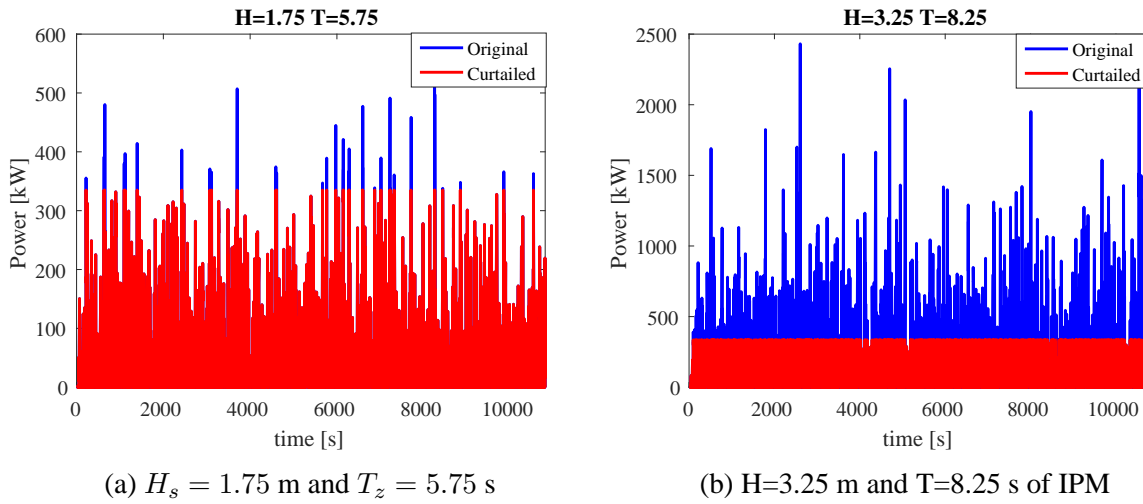 H=1.75 T=5.75
600
500
400
300
200
100
0
Power [kW]
Original
Curtailed
0 2000 4000 6000 8000 10000
time [s]
(a) H_s = 1.75 m and T_z = 5.75 s
H=3.25 T=8.25
2500
2000
1500
1000
500
0
Power [kW]
Original
Curtailed
0 2000 4000 6000 8000 10000
time [s]
(b) H=3.25 m and T=8.25 s of IPM